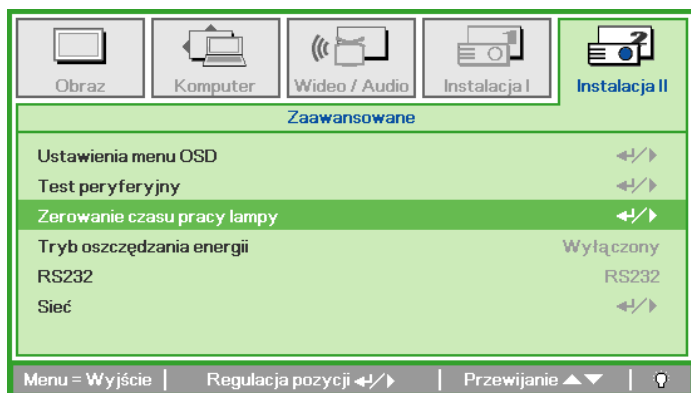 Obraz
Komputer
Wideo / Audio
Instalacja I
Instalacja II
Zaawansowane
Ustawienia menu OSD
Test peryferyjny
Zerowanie czasu pracy lampy
Tryb oszczędzania energii Wyłączony
RS232 RS232
Sieć
Menu = Wyjście | Regulacja pozycji | Przewijanie |